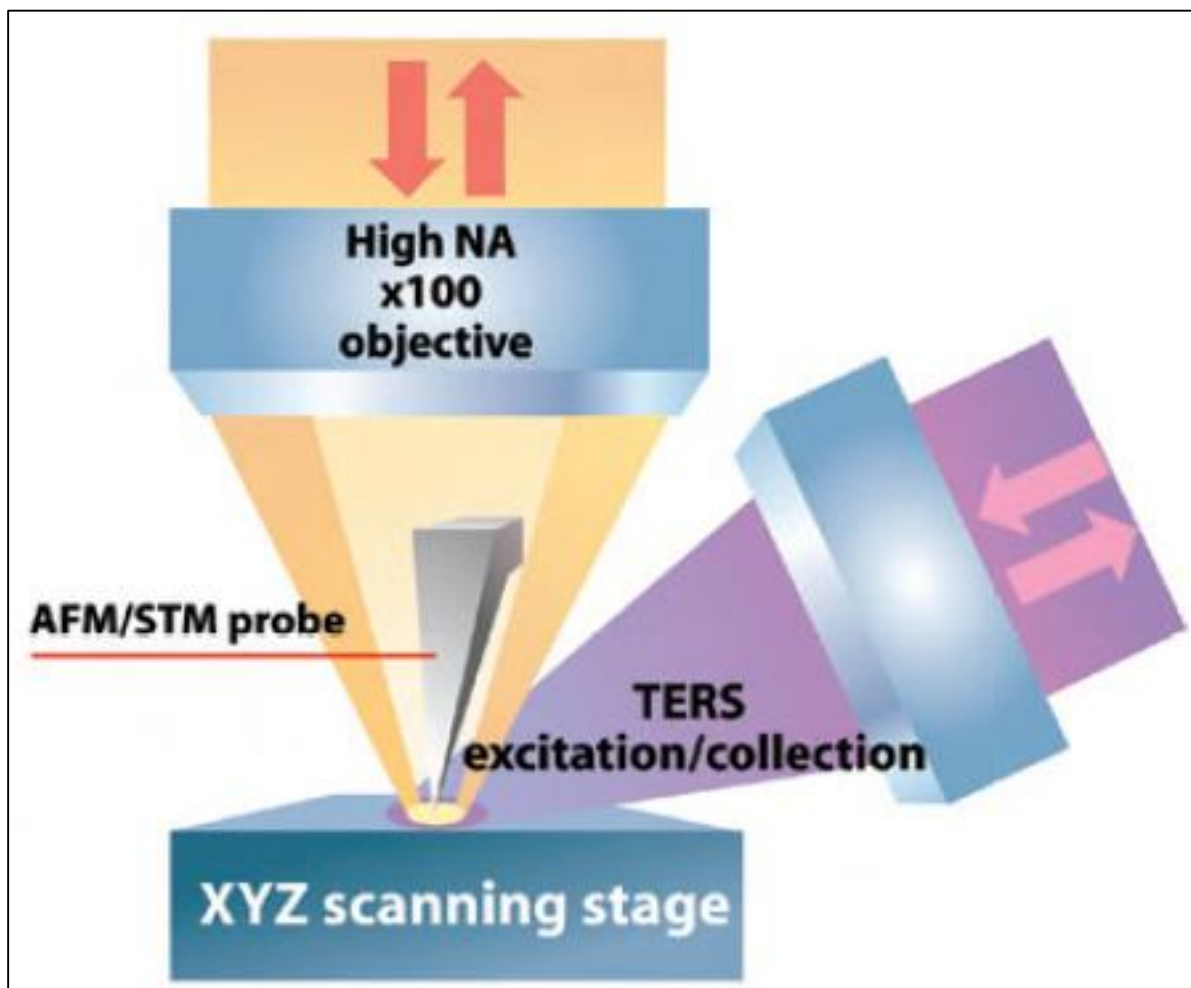 High NA
x100
objective
AFM/STM probe
TERS
excitation/collection
XYZ scanning stage